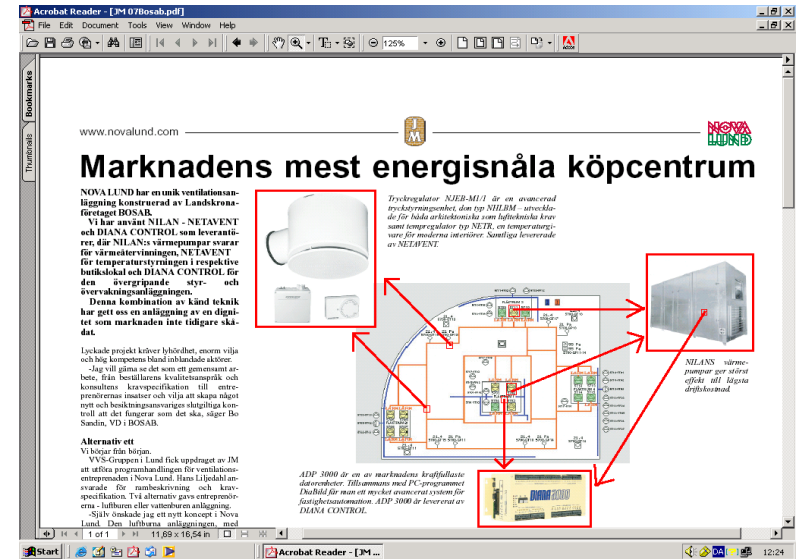 Acrobat Reader - [JM 07Bosab.pdf]
File Edit Document Tools View Window Help
125%
Bookmarks
Thumbnails
www.novalund.com
JM
NOVA
LUND
Marknadens mest energisnåla köpcentrum
NOVA LUND har en unik ventilationsan-
läggning konstruerad av Landskrona-
företaget BOSAB.
Vi har använt NILAN - NETAVENT
och DIANA CONTROL som leverantö-
rer, där NILAN:s värmepumpar svarar
för värmeåtervinningen, NETAVENT
för temperaturstyrningen i respektive
butikslokal och DIANA CONTROL för
den övergripande styr- och
övervakningsanläggningen.
Denna kombination av känd teknik
har gett oss en anläggning av en digni-
tet som marknaden inte tidigare skå-
dat.
Lyckade projekt kräver lyhördhet, enorm vilja
och hög kompetens bland inblandade aktörer.
-Jag vill gärna se det som ett gemensamt ar-
bete, från beställarens kvalitetsanspråk och
konsultens kravspecifikation till entre-
prenörernas insatser och vilja att skapa något
nytt och besiktningsansvariges slutgiltiga kon-
troll att det fungerar som det ska, säger Bo
Sandin, VD i BOSAB.
Alternativ ett
Vi börjar från början.
VVS-Gruppen i Lund fick uppdraget av JM
att utföra programhandlingen för ventilations-
entreprenaden i Nova Lund. Hans Liljedahl an-
svarade för rambeskrivning och krav-
specifikation. Två alternativ gavs entreprenör-
erna - luftburen eller vattenburen anläggning.
-Själv önskade jag ett nytt koncept i Nova
Lund. Den luftburna anläggningen, med
Tryckregulator NJEB-M1/1 är en avancerad
tryckstyrningsenhet, don typ NHLBM – utveckla-
de för båda arkitektoniska som lufttekniska krav
samt tempregulator typ NETR, en temperaturgi-
vare för moderna interiörer. Samtliga levererade
av NETAVENT.
NILANS värme-
pumpar ger störst
effekt till lägsta
driftskostnad.
ADP 3000 är en av marknadens kraftfullaste
datorenheter. Tillsammans med PC-programmet
DiaBild får man ett mycket avancerat system för
fastighetsautomation. ADP 3000 är levererat av
DIANA CONTROL.
DIANA
1 of 1
11,69 x 16,54 in
Start
Acrobat Reader - [JM ...
DA
12:24